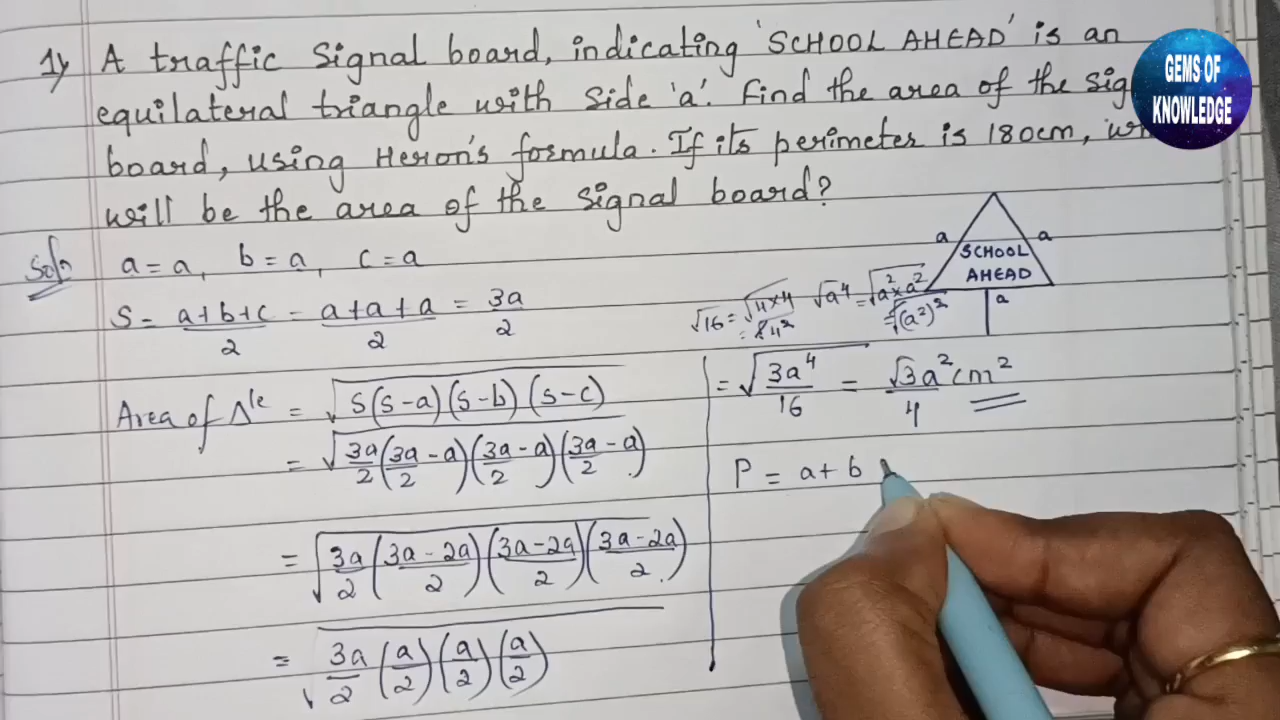 1) A traffic Signal board, indicating 'SCHOOL AHEAD' is an
equilateral triangle with side 'a'. Find the area of the sig
board, using Heron's formula. If its perimeter is 180cm,
will be the area of the signal board?
GEMS OF
KNOWLEDGE
Soln a = a, b = a, c = a
S = a+b+c/2 = a+a+a/2 = 3a/2
a a
SCHOOL
AHEAD
a
√16 = √4×4 √a⁴ = √a²×a²
= 4² = √(a²)²
Area of Δle = √S(S-a)(S-b)(S-c)
= √3a/2(3a/2-a)(3a/2-a)(3a/2-a)
= √3a/2((3a-2a)/2)((3a-2a)/2)((3a-2a)/2)
= √3a/2(a/2)(a/2)(a/2)
= √3a⁴/16 = √3a²/4 cm²
P = a+b